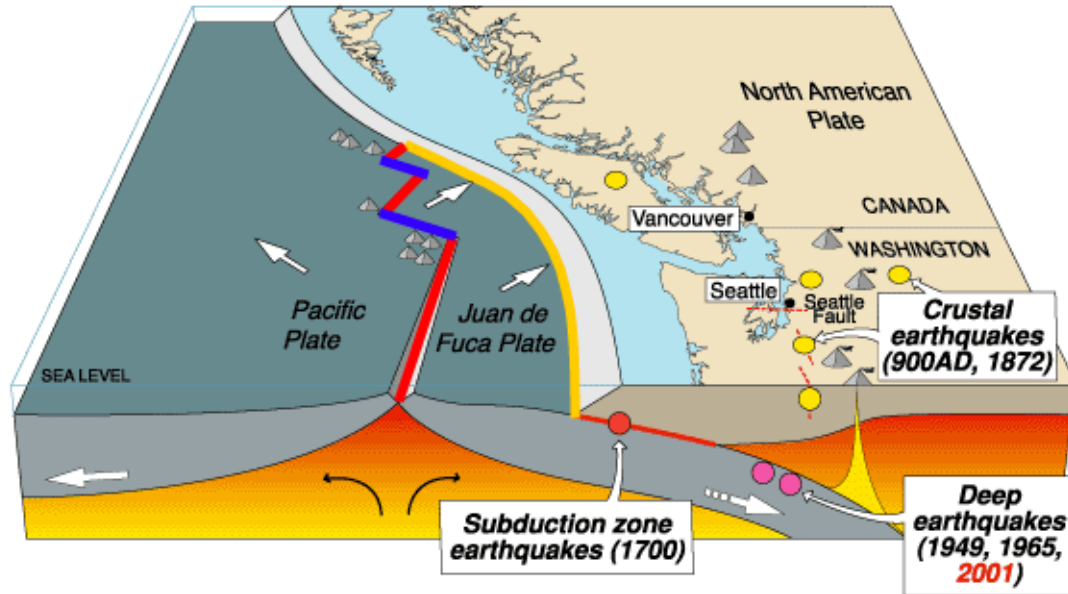 North American
Plate
CANADA
Vancouver
WASHINGTON
Seattle
Seattle
Fault
Pacific
Plate
Juan de
Fuca Plate
Crustal
earthquakes
(900AD, 1872)
SEA LEVEL
Subduction zone
earthquakes (1700)
Deep
earthquakes
(1949, 1965,
2001)